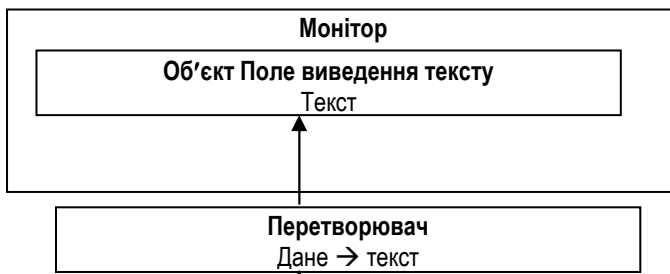 Монітор
Об’єкт Поле виведення тексту
Текст
Перетворювач
Дане → текст